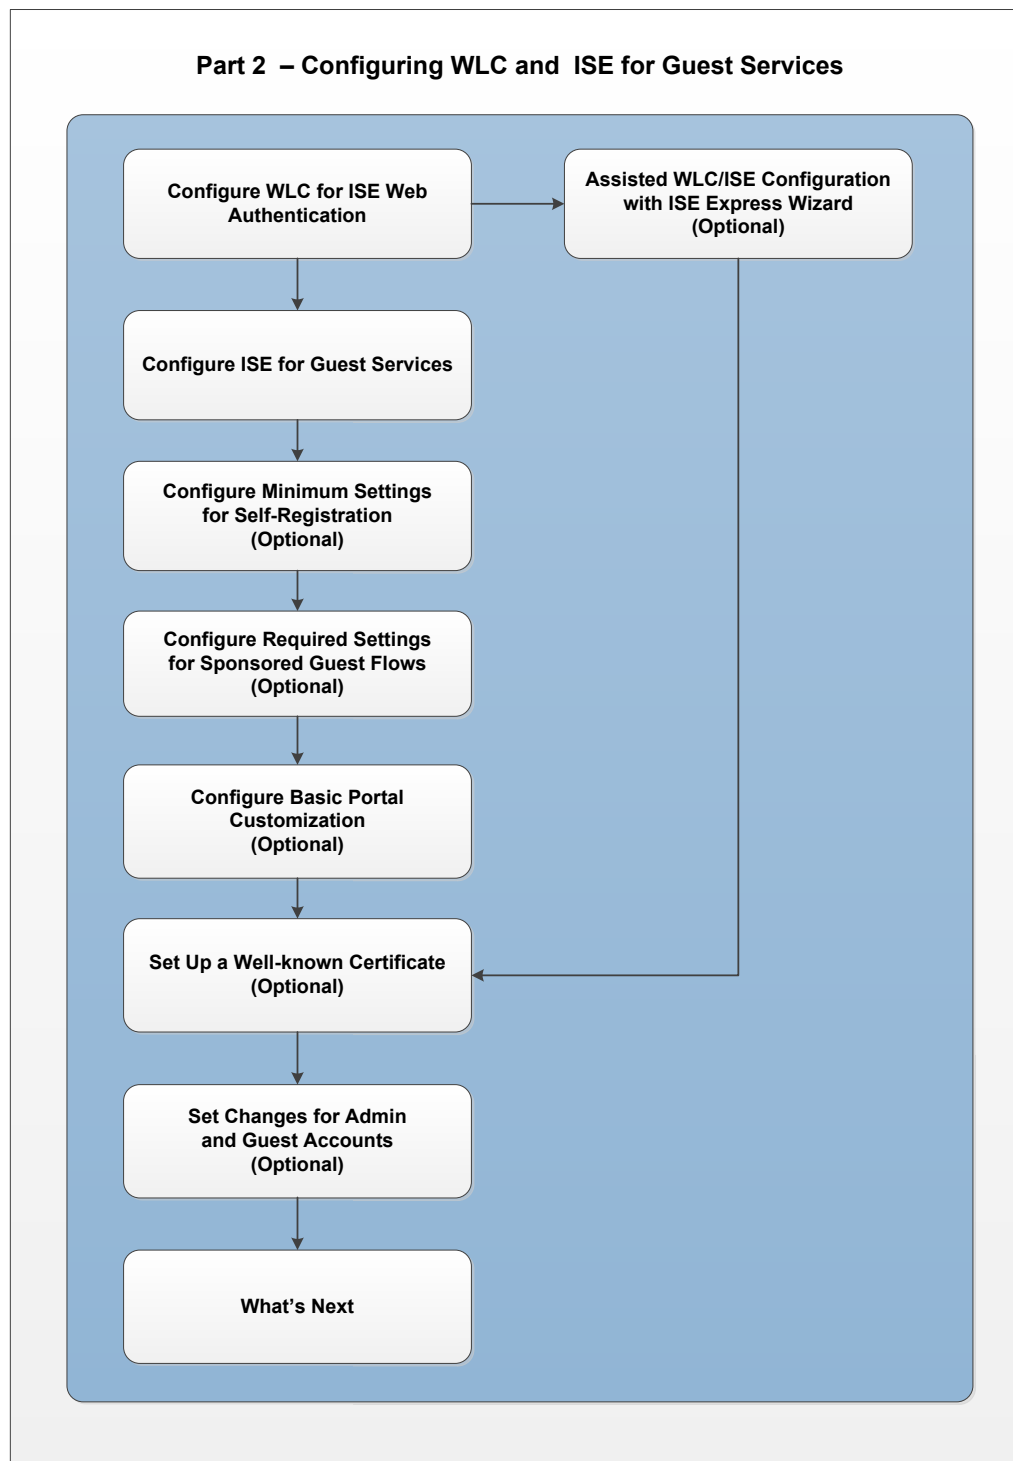 Part 2 – Configuring WLC and ISE for Guest Services
Configure WLC for ISE Web
Authentication
Assisted WLC/ISE Configuration
with ISE Express Wizard
(Optional)
Configure ISE for Guest Services
Configure Minimum Settings
for Self-Registration
(Optional)
Configure Required Settings
for Sponsored Guest Flows
(Optional)
Configure Basic Portal
Customization
(Optional)
Set Up a Well-known Certificate
(Optional)
Set Changes for Admin
and Guest Accounts
(Optional)
What’s Next